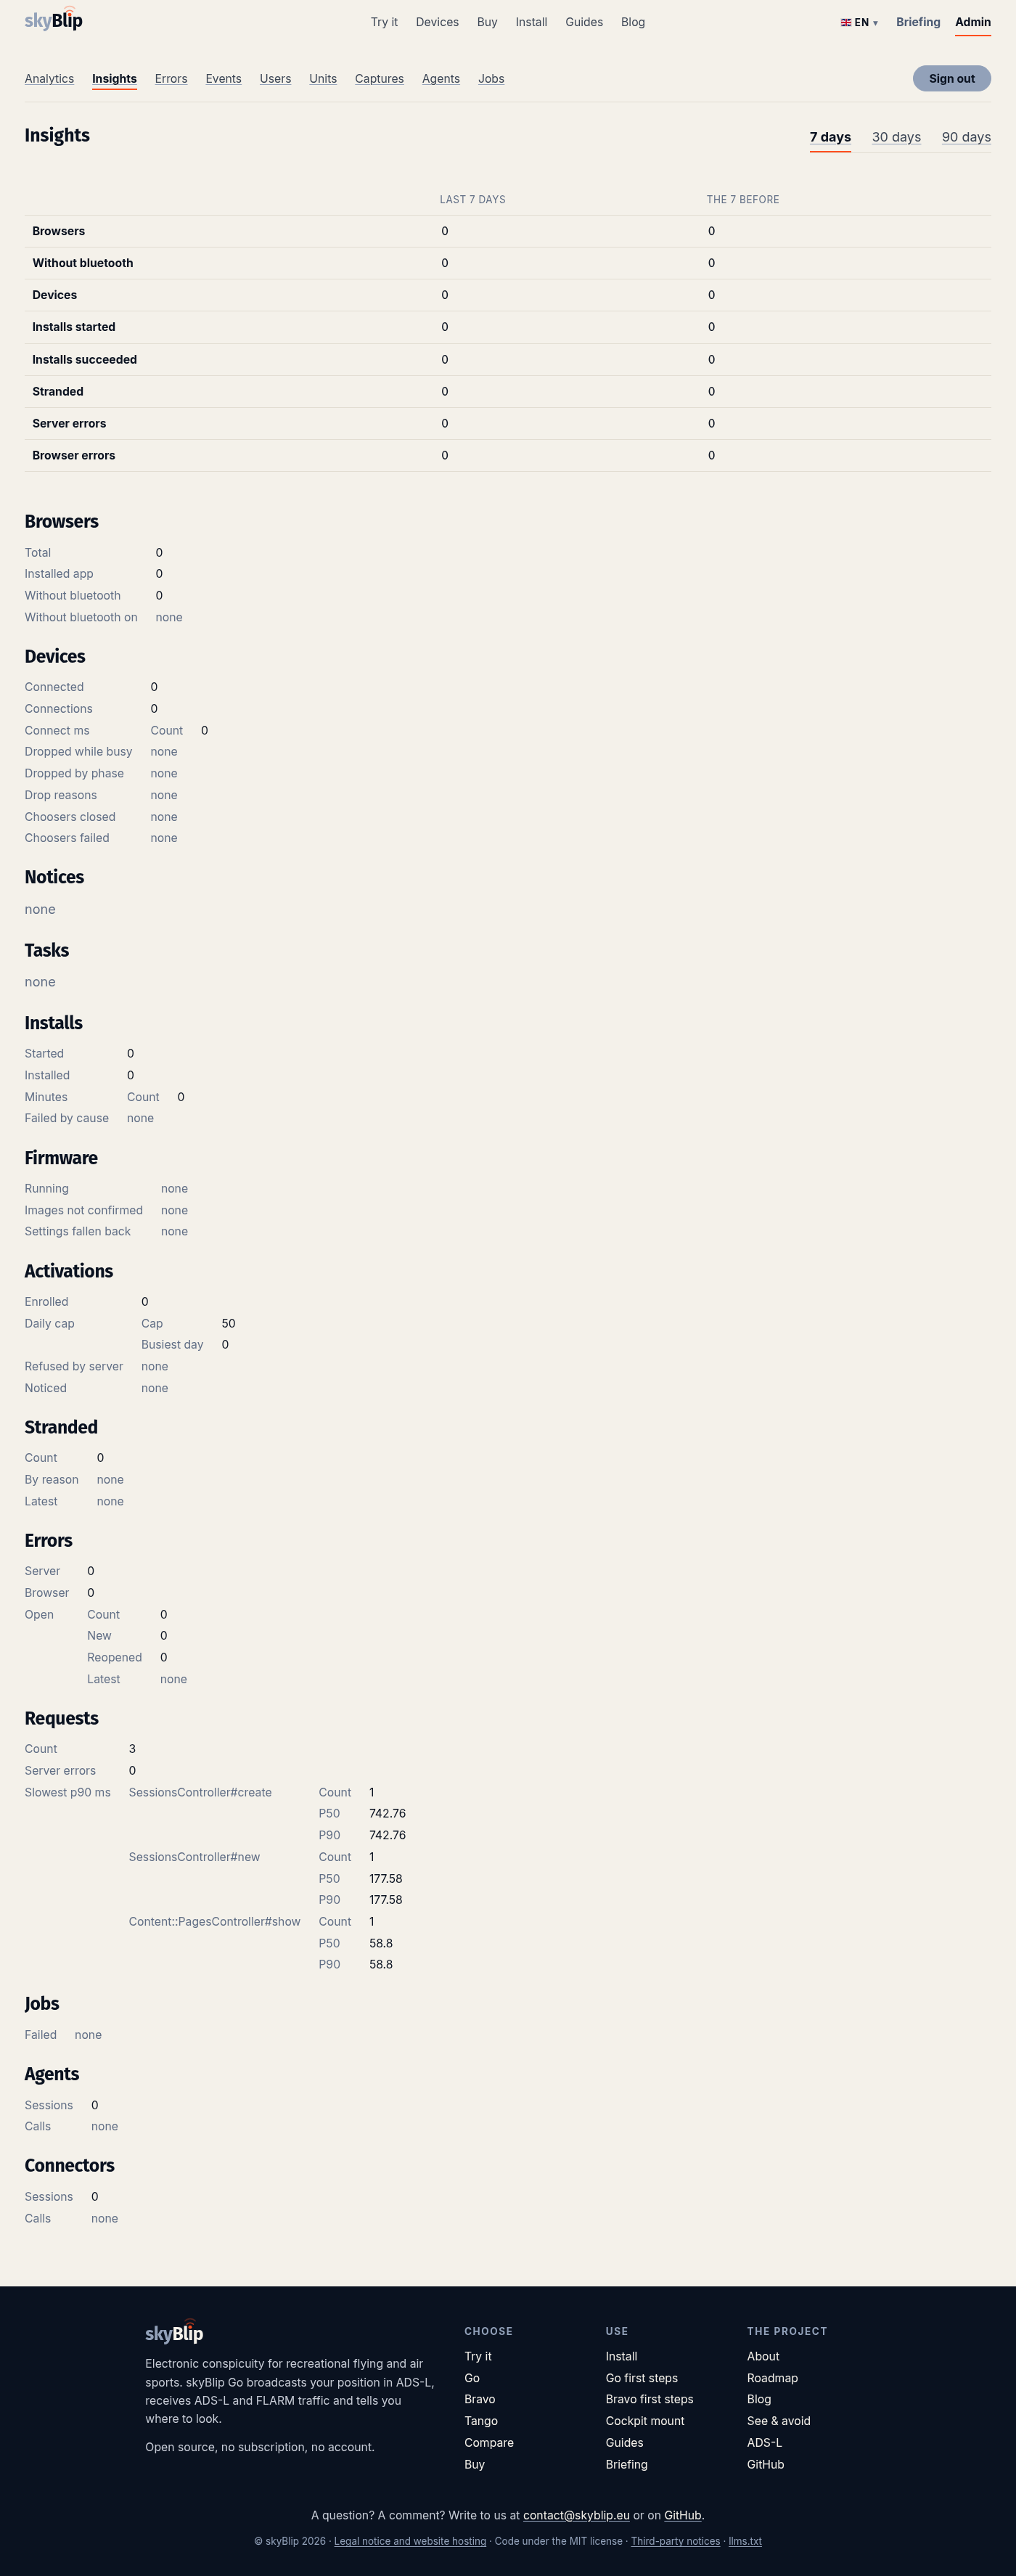 skyBlip Try it Devices Buy Install Guides Blog EN ▾ Briefing Admin
Analytics Insights Errors Events Users Units Captures Agents Jobs Sign out
Insights 7 days 30 days 90 days
LAST 7 DAYS THE 7 BEFORE
Browsers 0 0
Without bluetooth 0 0
Devices 0 0
Installs started 0 0
Installs succeeded 0 0
Stranded 0 0
Server errors 0 0
Browser errors 0 0
Browsers
Total 0
Installed app 0
Without bluetooth 0
Without bluetooth on none
Devices
Connected 0
Connections 0
Connect ms Count 0
Dropped while busy none
Dropped by phase none
Drop reasons none
Choosers closed none
Choosers failed none
Notices
none
Tasks
none
Installs
Started 0
Installed 0
Minutes Count 0
Failed by cause none
Firmware
Running none
Images not confirmed none
Settings fallen back none
Activations
Enrolled 0
Daily cap Cap 50
Busiest day 0
Refused by server none
Noticed none
Stranded
Count 0
By reason none
Latest none
Errors
Server 0
Browser 0
Open Count 0
New 0
Reopened 0
Latest none
Requests
Count 3
Server errors 0
Slowest p90 ms SessionsController#create Count 1
P50 742.76
P90 742.76
SessionsController#new Count 1
P50 177.58
P90 177.58
Content::PagesController#show Count 1
P50 58.8
P90 58.8
Jobs
Failed none
Agents
Sessions 0
Calls none
Connectors
Sessions 0
Calls none
skyBlip
Electronic conspicuity for recreational flying and air
sports. skyBlip Go broadcasts your position in ADS-L,
receives ADS-L and FLARM traffic and tells you
where to look.
Open source, no subscription, no account.
CHOOSE
Try it
Go
Bravo
Tango
Compare
Buy
USE
Install
Go first steps
Bravo first steps
Cockpit mount
Guides
Briefing
THE PROJECT
About
Roadmap
Blog
See & avoid
ADS-L
GitHub
A question? A comment? Write to us at contact@skyblip.eu or on GitHub.
© skyBlip 2026 · Legal notice and website hosting · Code under the MIT license · Third-party notices · llms.txt